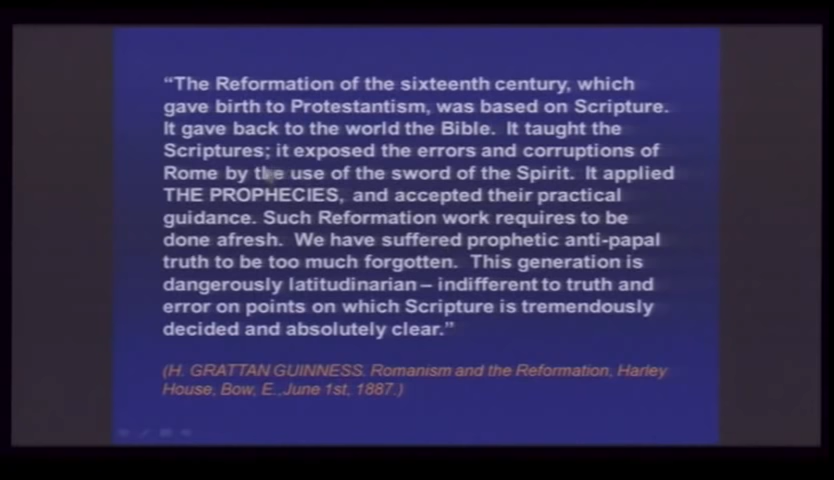 “The Reformation of the sixteenth century, which
gave birth to Protestantism, was based on Scripture.
It gave back to the world the Bible.  It taught the
Scriptures; it exposed the errors and corruptions of
Rome by the use of the sword of the Spirit.  It applied
THE PROPHECIES, and accepted their practical
guidance. Such Reformation work requires to be
done afresh.  We have suffered prophetic anti-papal
truth to be too much forgotten.  This generation is
dangerously latitudinarian – indifferent to truth and
error on points on which Scripture is tremendously
decided and absolutely clear.”
(H. GRATTAN GUINNESS. Romanism and the Reformation, Harley
House, Bow, E.,June 1st, 1887.)